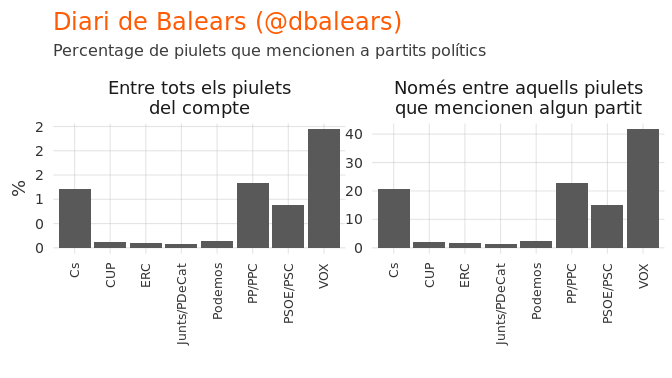 Diari de Balears (@dbalears)
Percentage de piulets que mencionen a partits polítics
Entre tots els piulets
del compte
Només entre aquells piulets
que mencionen algun partit
%
2
2
2
1
0
0
40
30
20
10
0
Cs
CUP
ERC
Junts/PDeCat
Podemos
PP/PPC
PSOE/PSC
VOX
Cs
CUP
ERC
Junts/PDeCat
Podemos
PP/PPC
PSOE/PSC
VOX